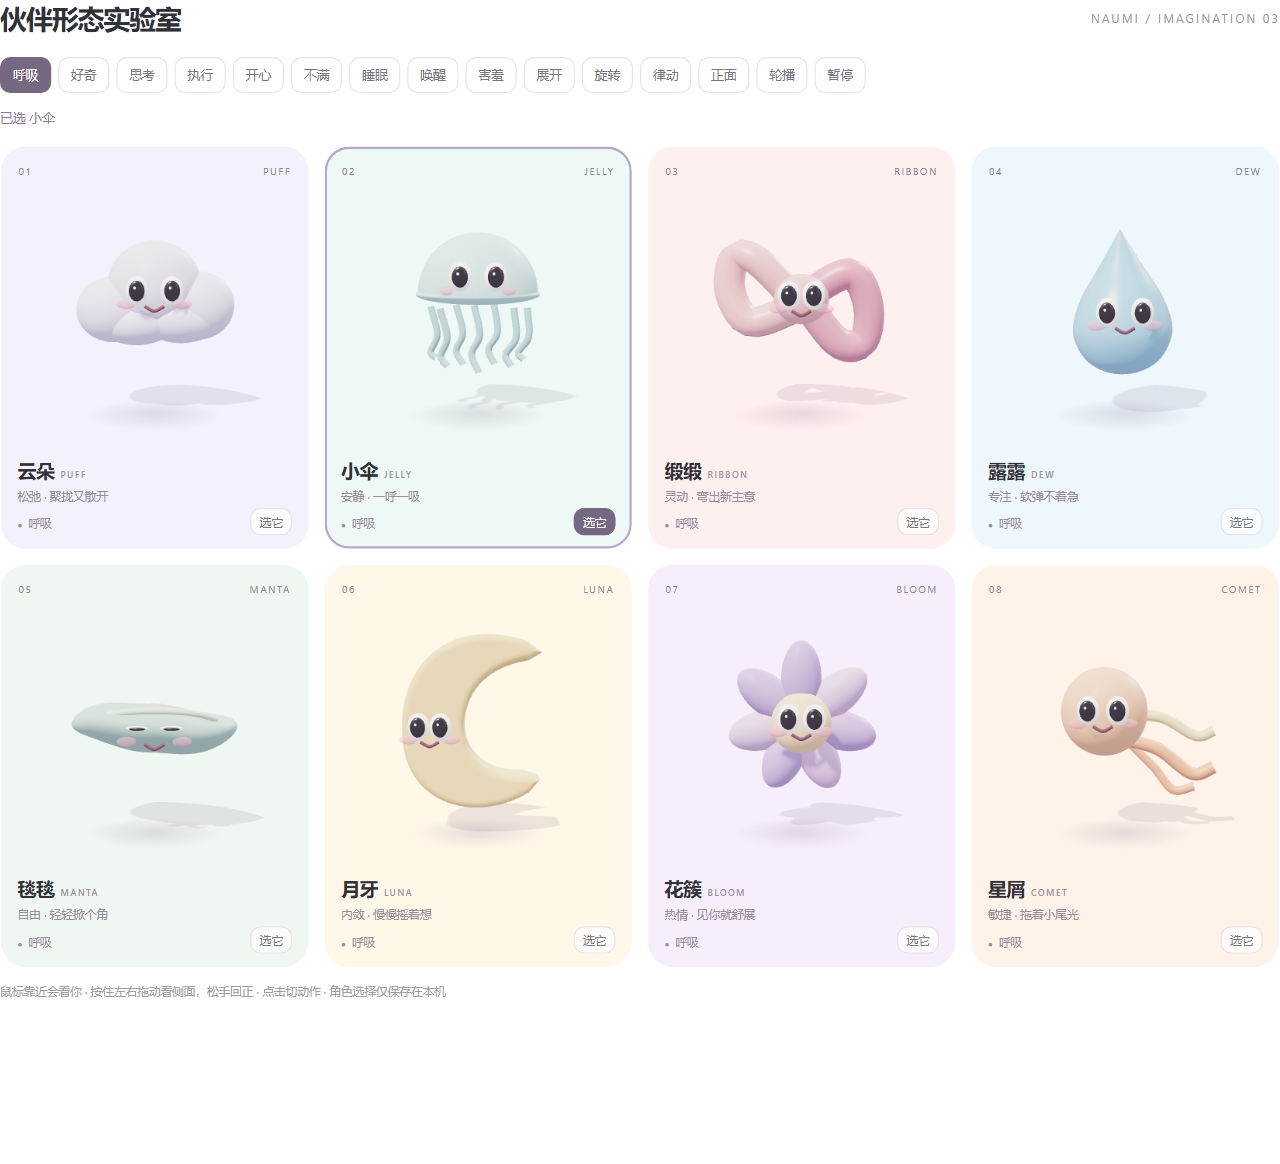 伙伴形态实验室
NAUMI / IMAGINATION 03
呼吸 好奇 思考 执行 开心 不满 睡眠 唤醒 害羞 展开 旋转 律动 正面 轮播 暂停
已选 小伞
01 PUFF
云朵 PUFF
松弛 · 聚拢又散开
• 呼吸 选它
02 JELLY
小伞 JELLY
安静 · 一呼一吸
• 呼吸 选它
03 RIBBON
缎缎 RIBBON
灵动 · 弯出新主意
• 呼吸 选它
04 DEW
露露 DEW
专注 · 软弹不着急
• 呼吸 选它
05 MANTA
毯毯 MANTA
自由 · 轻轻掀个角
• 呼吸 选它
06 LUNA
月牙 LUNA
内敛 · 慢慢摇着想
• 呼吸 选它
07 BLOOM
花簇 BLOOM
热情 · 见你就舒展
• 呼吸 选它
08 COMET
星屑 COMET
敏捷 · 拖着小尾光
• 呼吸 选它
鼠标靠近会看你 · 按住左右拖动看侧面，松手回正 · 点击切动作 · 角色选择仅保存在本机